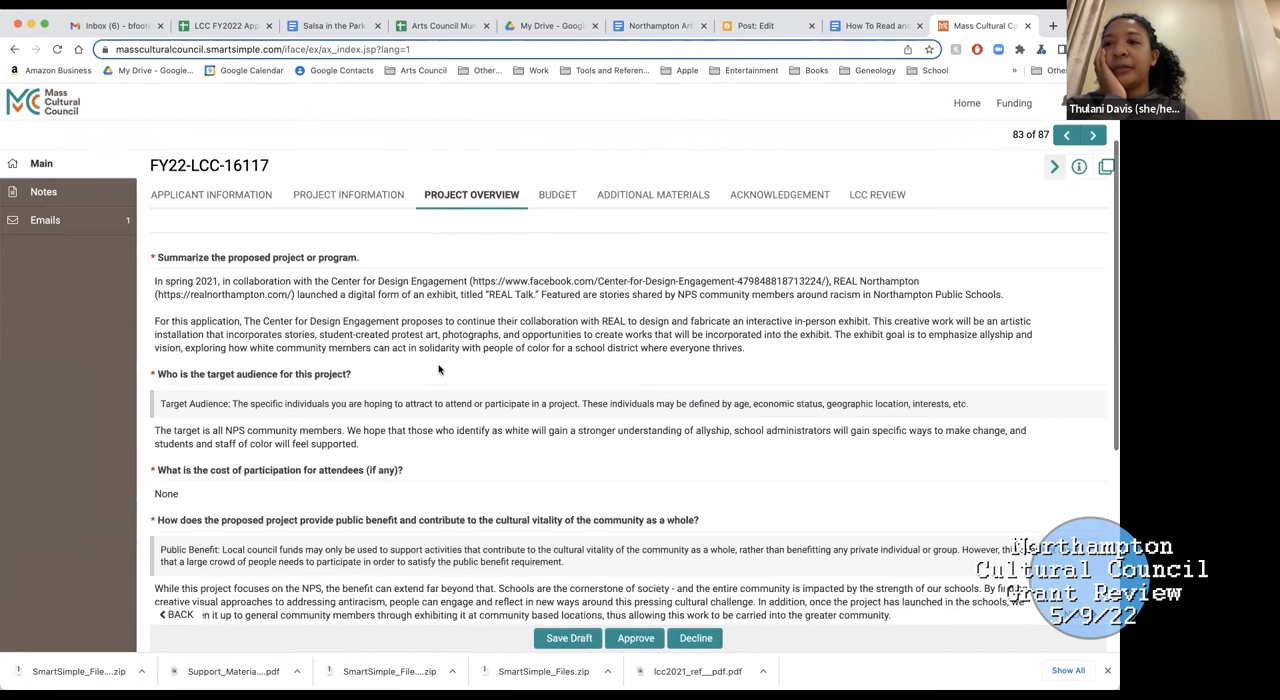 Inbox (6) - bfoote
LCC FY2022 App
Salsa in the Park
Arts Council Mun
My Drive - Googl
Northampton Art
Post: Edit
How To Read and
Mass Cultural Co
massculturalcouncil.smartsimple.com/iface/ex/ax_index.jsp?lang=1
Amazon Business
My Drive - Google...
Google Calendar
Google Contacts
Arts Council
Other...
Work
Tools and Referen...
Apple
Entertainment
Books
Geneology
School
»
Othe
Thulani Davis (she/he...
Mass
Cultural
Council
Home
Funding
83 of 87
Main
Notes
Emails
1
FY22-LCC-16117
APPLICANT INFORMATION
PROJECT INFORMATION
PROJECT OVERVIEW
BUDGET
ADDITIONAL MATERIALS
ACKNOWLEDGEMENT
LCC REVIEW
* Summarize the proposed project or program.
In spring 2021, in collaboration with the Center for Design Engagement (https://www.facebook.com/Center-for-Design-Engagement-479848818713224/), REAL Northampton
(https://realnorthampton.com/) launched a digital form of an exhibit, titled “REAL Talk.” Featured are stories shared by NPS community members around racism in Northampton Public Schools.
For this application, The Center for Design Engagement proposes to continue their collaboration with REAL to design and fabricate an interactive in-person exhibit. This creative work will be an artistic
installation that incorporates stories, student-created protest art, photographs, and opportunities to create works that will be incorporated into the exhibit. The exhibit goal is to emphasize allyship and
vision, exploring how white community members can act in solidarity with people of color for a school district where everyone thrives.
* Who is the target audience for this project?
Target Audience: The specific individuals you are hoping to attract to attend or participate in a project. These individuals may be defined by age, economic status, geographic location, interests, etc.
The target is all NPS community members. We hope that those who identify as white will gain a stronger understanding of allyship, school administrators will gain specific ways to make change, and
students and staff of color will feel supported.
* What is the cost of participation for attendees (if any)?
None
* How does the proposed project provide public benefit and contribute to the cultural vitality of the community as a whole?
Public Benefit: Local council funds may only be used to support activities that contribute to the cultural vitality of the community as a whole, rather than benefitting any private individual or group. However, th
that a large crowd of people needs to participate in order to satisfy the public benefit requirement.
While this project focuses on the NPS, the benefit can extend far beyond that. Schools are the cornerstone of society - and the entire community is impacted by the strength of our schools. By fi
creative visual approaches to addressing antiracism, people can engage and reflect in new ways around this pressing cultural challenge. In addition, once the project has launched in the schools, we
BACK
en it up to general community members through exhibiting it at community based locations, thus allowing this work to be carried into the greater community.
Northampton
Cultural Council
Grant Review
5/9/22
Save Draft
Approve
Decline
SmartSimple_File....zip
Support_Materia....pdf
SmartSimple_File....zip
SmartSimple_Files.zip
lcc2021_ref__pdf.pdf
Show All